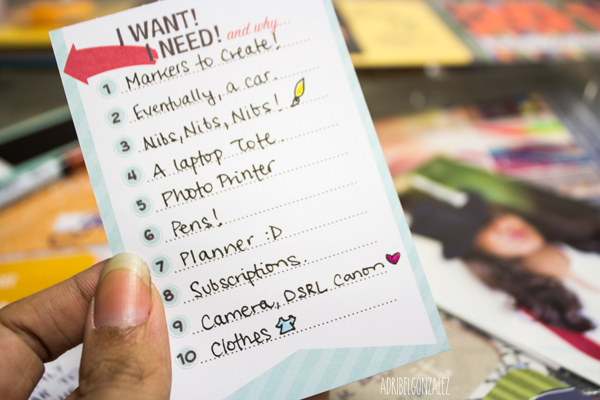 I WANT!
I NEED! and why...
1 Markers to create!
2 Eventually, a car.
3 Nibs, Nibs, Nibs!
4 A laptop Tote
5 Photo Printer
6 Pens!
7 Planner :D
8 Subscriptions.
9 Camera, DSRL Canon
10 Clothes
ADRIBELGONZALEZ